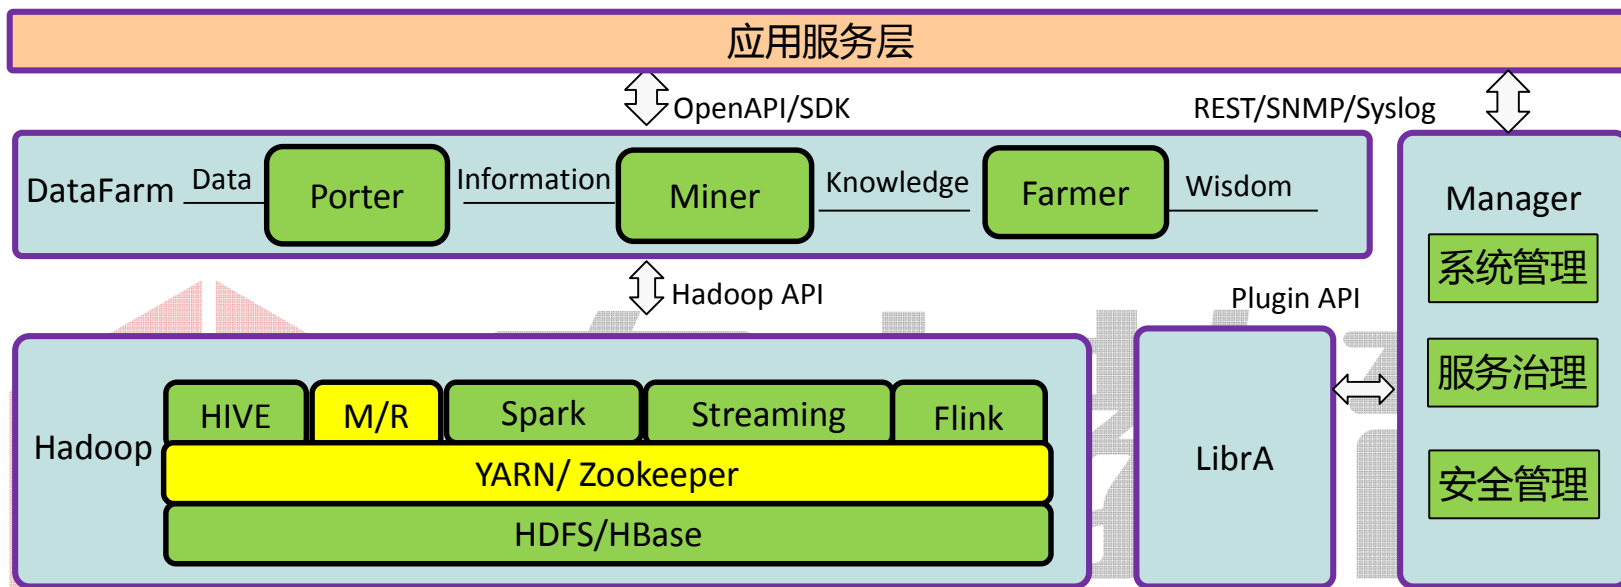 应用服务层
OpenAPI/SDK
REST/SNMP/Syslog
DataFarm
Data
Porter
Information
Miner
Knowledge
Farmer
Wisdom
Manager
系统管理
服务治理
安全管理
Hadoop API
Plugin API
Hadoop
HIVE
M/R
Spark
Streaming
Flink
YARN/ Zookeeper
HDFS/HBase
LibrA